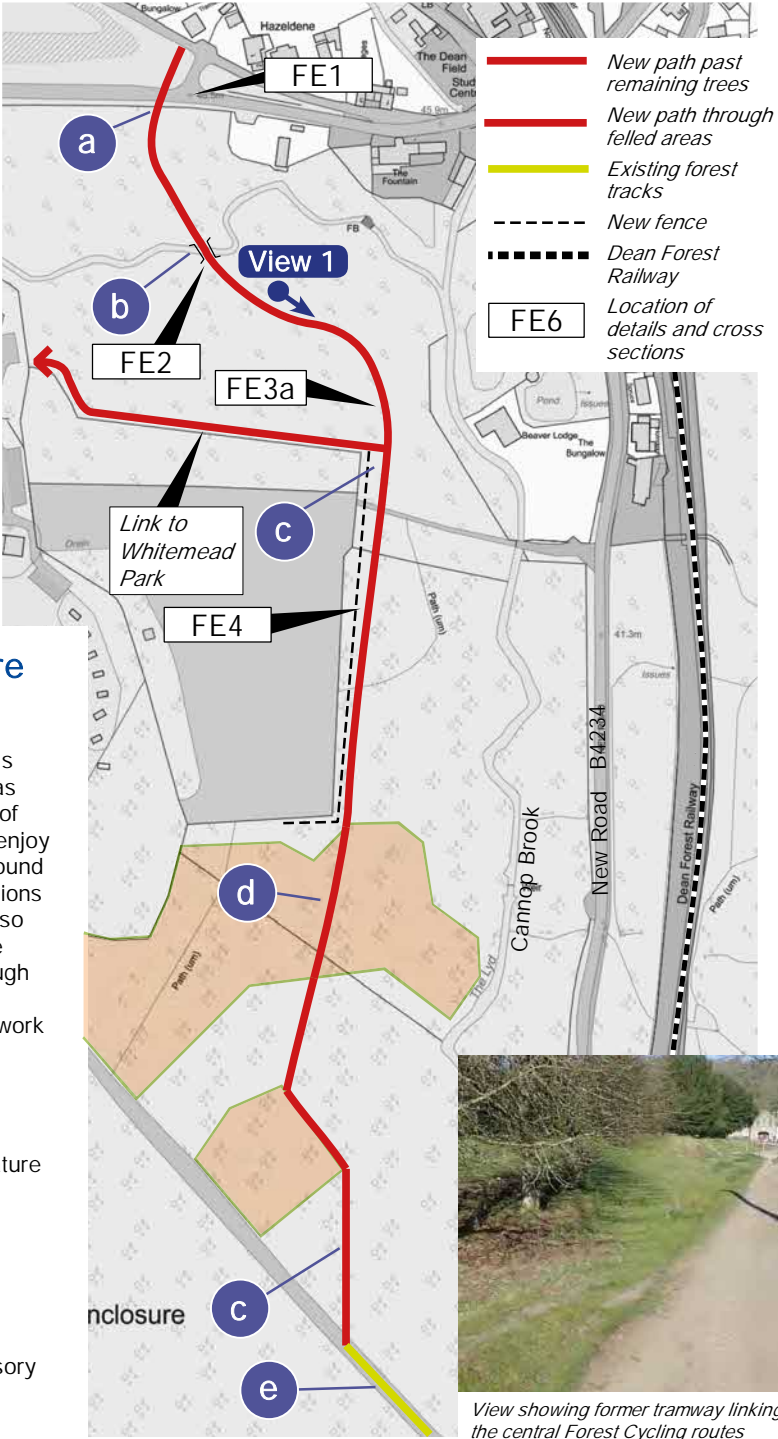 Bungalow
Hazeldene
LB
The Dean
Field
Stud
Cent
45.9m
FE1
a
The
Fountain
FB
New path past
remaining trees
New path through
felled areas
Existing forest
tracks
New fence
Dean Forest
Railway
FE6
Location of
details and cross
sections
View 1
b
FE2
FE3a
Pond
Issues
Beaver Lodge
The
Bungalow
c
Link to
Whitemead
Park
Drain
FE4
Path (um)
41.3m
Issues
re
s
as
of
enjoy
ound
ions
so
e
ugh
work
ture
sory
New Road B4234
Cannop Brook
Dean Forest Railway
Path (um)
d
Path (um)
The Lyd
c
nclosure
e
View showing former tramway linking
the central Forest Cycling routes